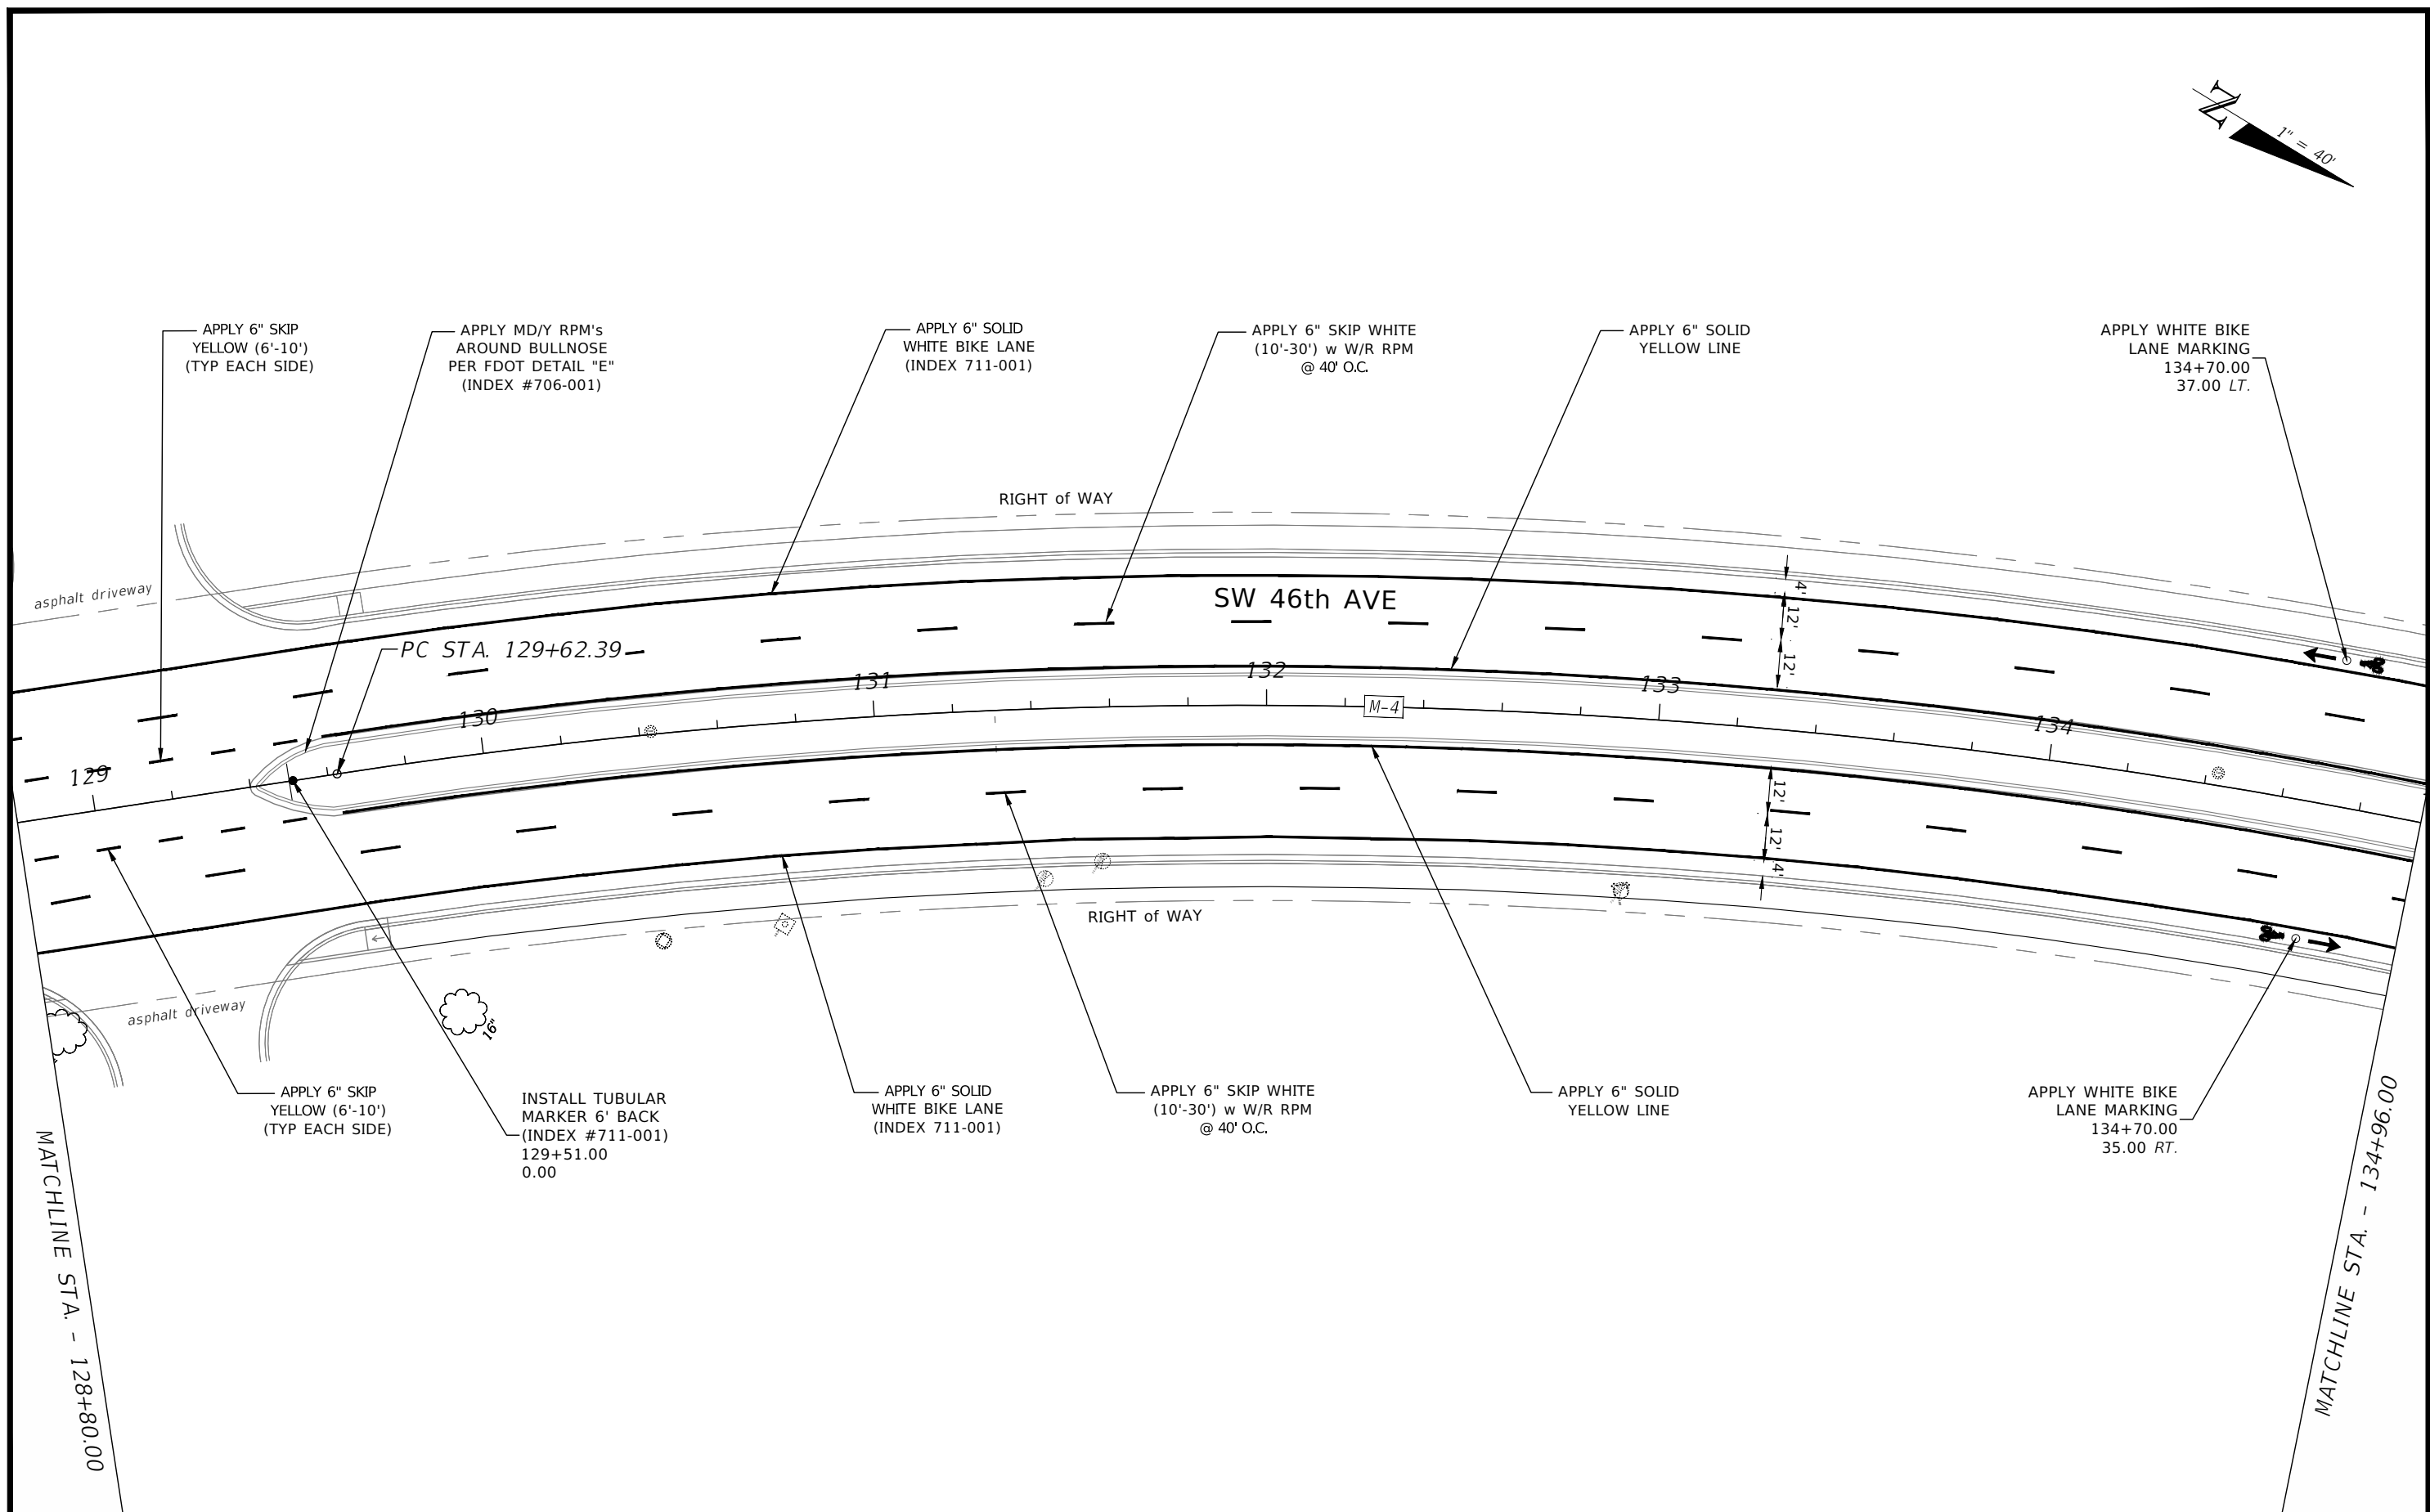 N
1" = 40'
APPLY 6" SKIP
YELLOW (6'-10')
(TYP EACH SIDE)
APPLY MD/Y RPM's
AROUND BULLNOSE
PER FDOT DETAIL "E"
(INDEX #706-001)
APPLY 6" SOLID
WHITE BIKE LANE
(INDEX 711-001)
APPLY 6" SKIP WHITE
(10'-30') w W/R RPM
@ 40' O.C.
APPLY 6" SOLID
YELLOW LINE
APPLY WHITE BIKE
LANE MARKING
134+70.00
37.00 LT.
RIGHT of WAY
asphalt driveway
SW 46th AVE
4'
12'
12'
PC STA. 129+62.39
129
130
131
132
133
134
M-4
12'
12'
4'
RIGHT of WAY
asphalt driveway
16"
APPLY 6" SKIP
YELLOW (6'-10')
(TYP EACH SIDE)
INSTALL TUBULAR
MARKER 6' BACK
(INDEX #711-001)
129+51.00
0.00
APPLY 6" SOLID
WHITE BIKE LANE
(INDEX 711-001)
APPLY 6" SKIP WHITE
(10'-30') w W/R RPM
@ 40' O.C.
APPLY 6" SOLID
YELLOW LINE
APPLY WHITE BIKE
LANE MARKING
134+70.00
35.00 RT.
MATCHLINE STA. - 128+80.00
MATCHLINE STA. - 134+96.00